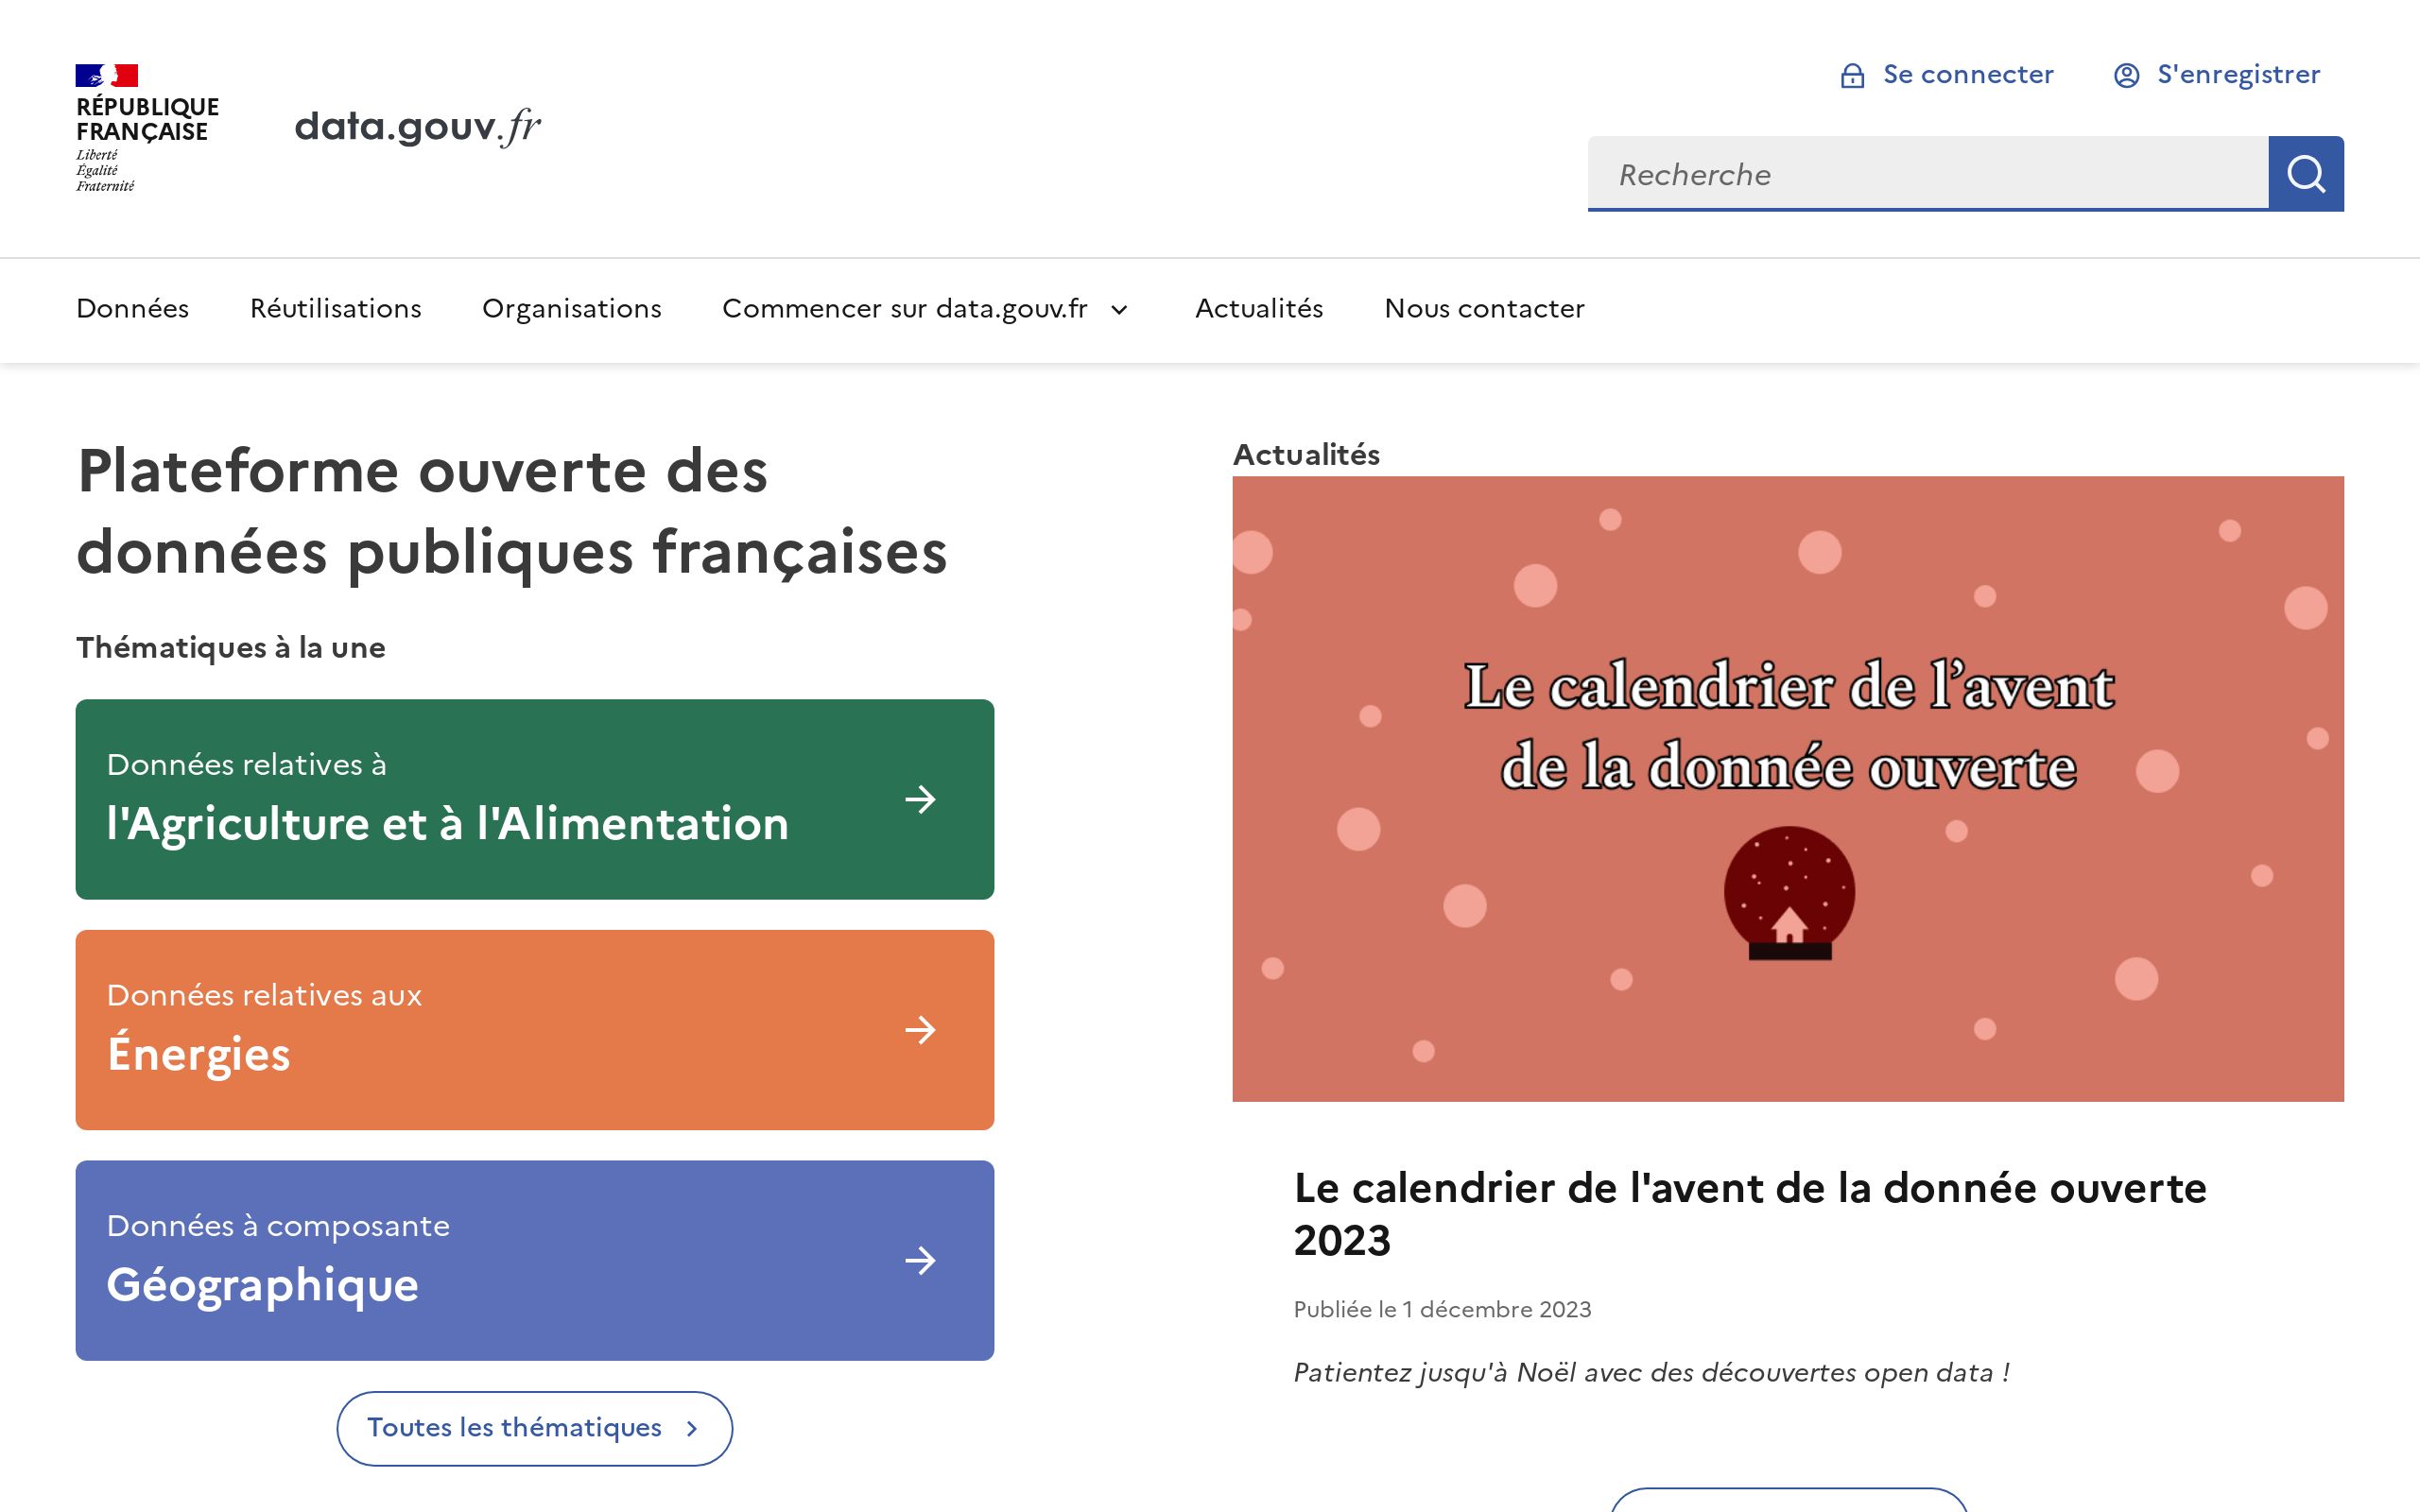 RÉPUBLIQUE
FRANÇAISE
Liberté
Égalité
Fraternité
data.gouv.fr
Se connecter
S'enregistrer
Recherche
Données
Réutilisations
Organisations
Commencer sur data.gouv.fr
Actualités
Nous contacter
Plateforme ouverte des
données publiques françaises
Thématiques à la une
Données relatives à
l'Agriculture et à l'Alimentation
Données relatives aux
Énergies
Données à composante
Géographique
Toutes les thématiques
Actualités
Le calendrier de l’avent
de la donnée ouverte
Le calendrier de l'avent de la donnée ouverte
2023
Publiée le 1 décembre 2023
Patientez jusqu'à Noël avec des découvertes open data !